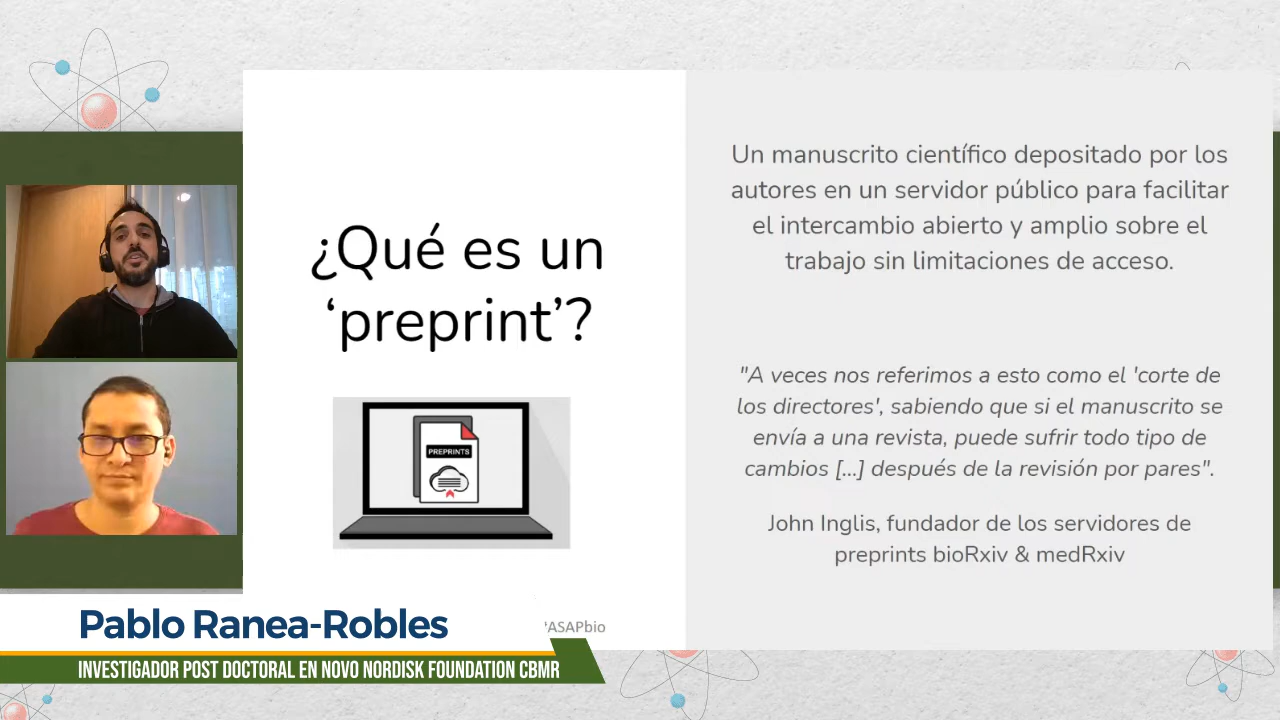 ¿Qué es un
‘preprint’?
PREPRINTS
Un manuscrito científico depositado por los
autores en un servidor público para facilitar
el intercambio abierto y amplio sobre el
trabajo sin limitaciones de acceso.
"A veces nos referimos a esto como el 'corte de
los directores', sabiendo que si el manuscrito se
envía a una revista, puede sufrir todo tipo de
cambios [...] después de la revisión por pares".
John Inglis, fundador de los servidores de
preprints bioRxiv & medRxiv
ASAPbio
Pablo Ranea-Robles
INVESTIGADOR POST DOCTORAL EN NOVO NORDISK FOUNDATION CBMR